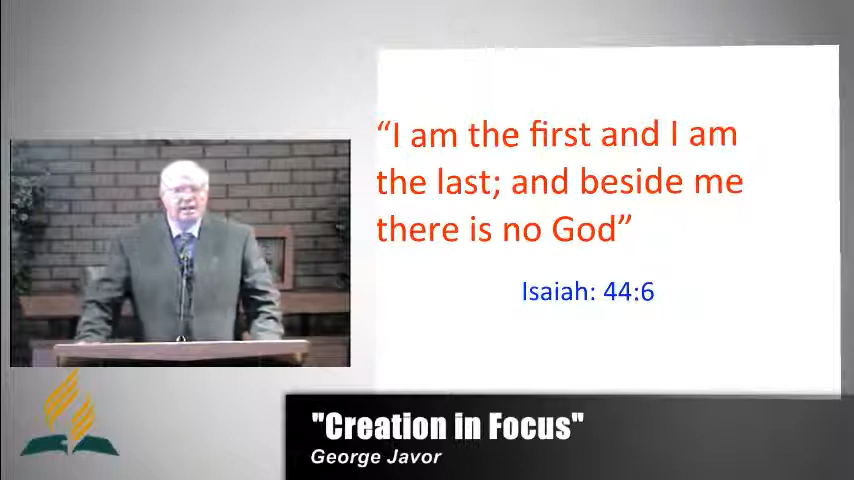 “I am the first and I am
the last; and beside me
there is no God”
Isaiah: 44:6
"Creation in Focus"
George Javor